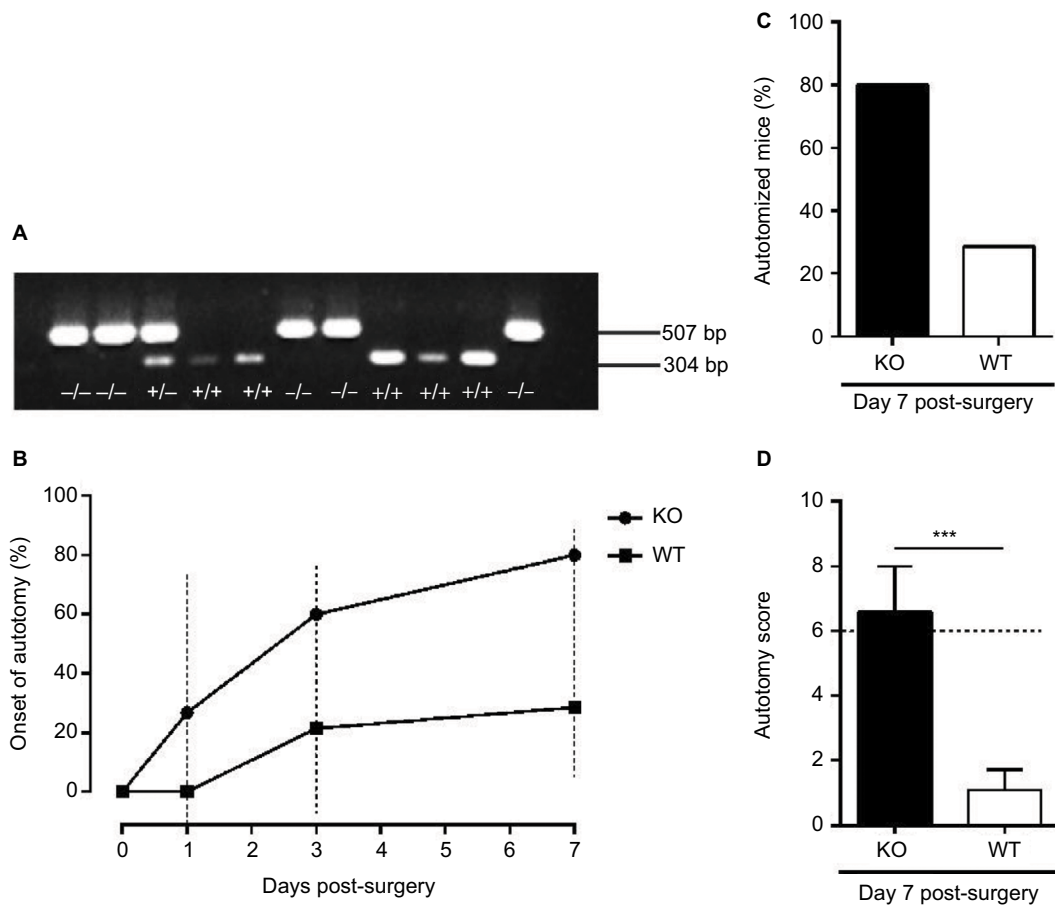 A
507 bp
304 bp
–/– –/– +/– +/+ +/+ –/– –/– +/+ +/+ +/+ –/–
B
Onset of autotomy (%)
100
80
60
40
20
0
0 1 2 3 4 5 6 7
Days post-surgery
KO
WT
C
Autotomized mice (%)
100
80
60
40
20
0
KO WT
Day 7 post-surgery
D
Autotomy score
10
8
6
4
2
0
***
KO WT
Day 7 post-surgery